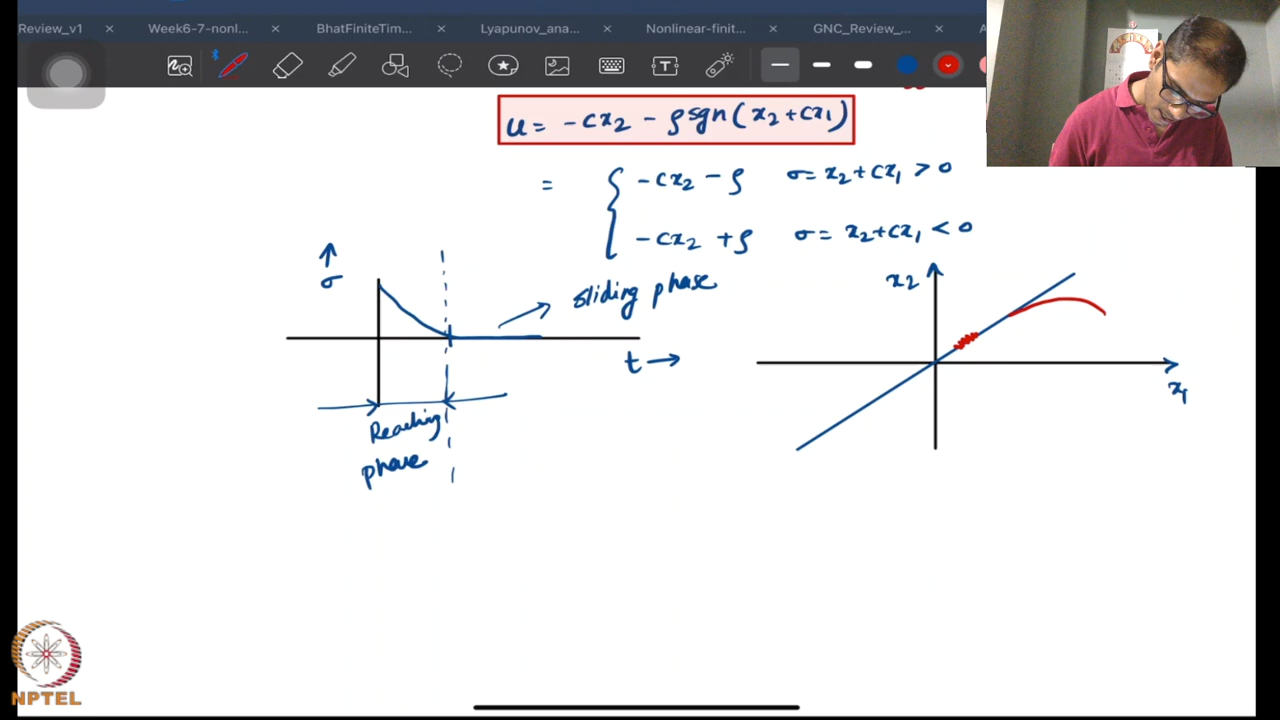 Review_v1 Week6-7-nonl... BhatFiniteTim... Lyapunov_ana... Nonlinear-finit... GNC_Review_...
u = -cx₂ - ρ sgn(x₂+cx₁)
= { -cx₂ - ρ σ = x₂+cx₁ > 0
-cx₂ + ρ σ = x₂+cx₁ < 0
σ
sliding phase
x₂
t →
x₁
Reaching
phase
NPTEL